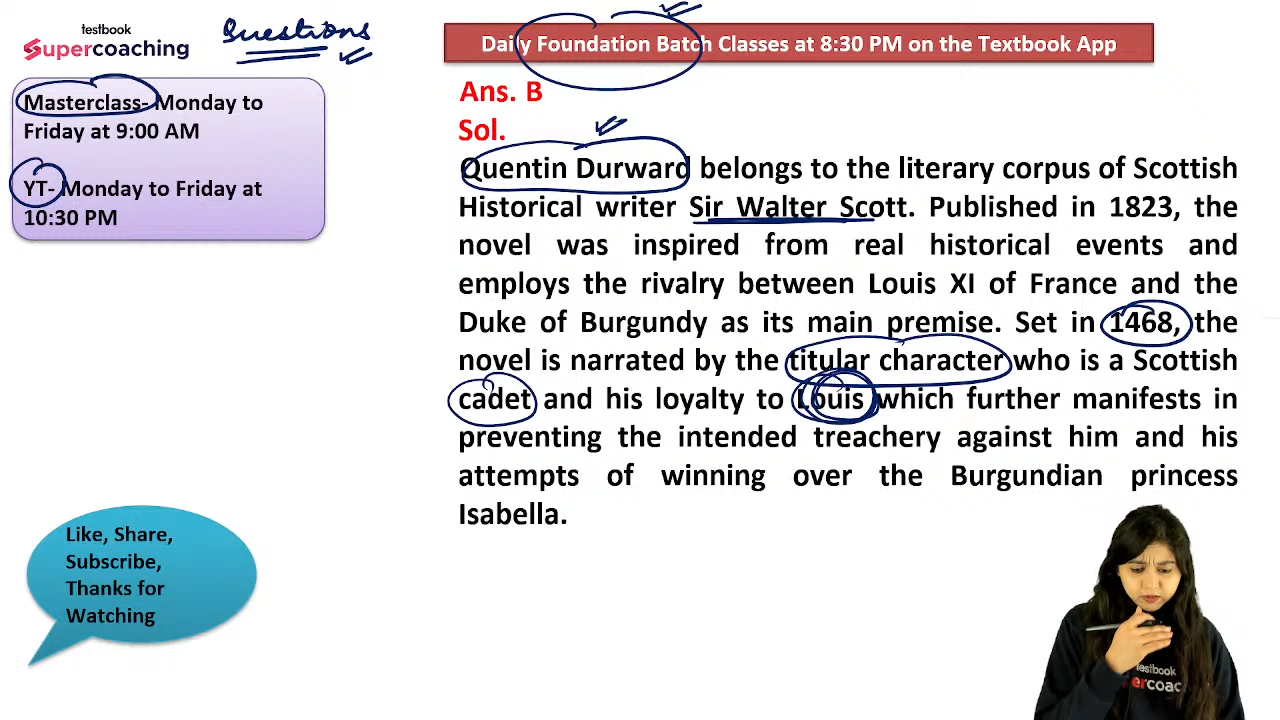 testbook
Supercoaching
Questions
Daily Foundation Batch Classes at 8:30 PM on the Textbook App
Masterclass- Monday to
Friday at 9:00 AM
YT- Monday to Friday at
10:30 PM
Ans. B
Sol.
Quentin Durward belongs to the literary corpus of Scottish
Historical writer Sir Walter Scott. Published in 1823, the
novel was inspired from real historical events and
employs the rivalry between Louis XI of France and the
Duke of Burgundy as its main premise. Set in 1468, the
novel is narrated by the titular character who is a Scottish
cadet and his loyalty to Louis which further manifests in
preventing the intended treachery against him and his
attempts of winning over the Burgundian princess
Isabella.
Like, Share,
Subscribe,
Thanks for
Watching
testbook
ercoac